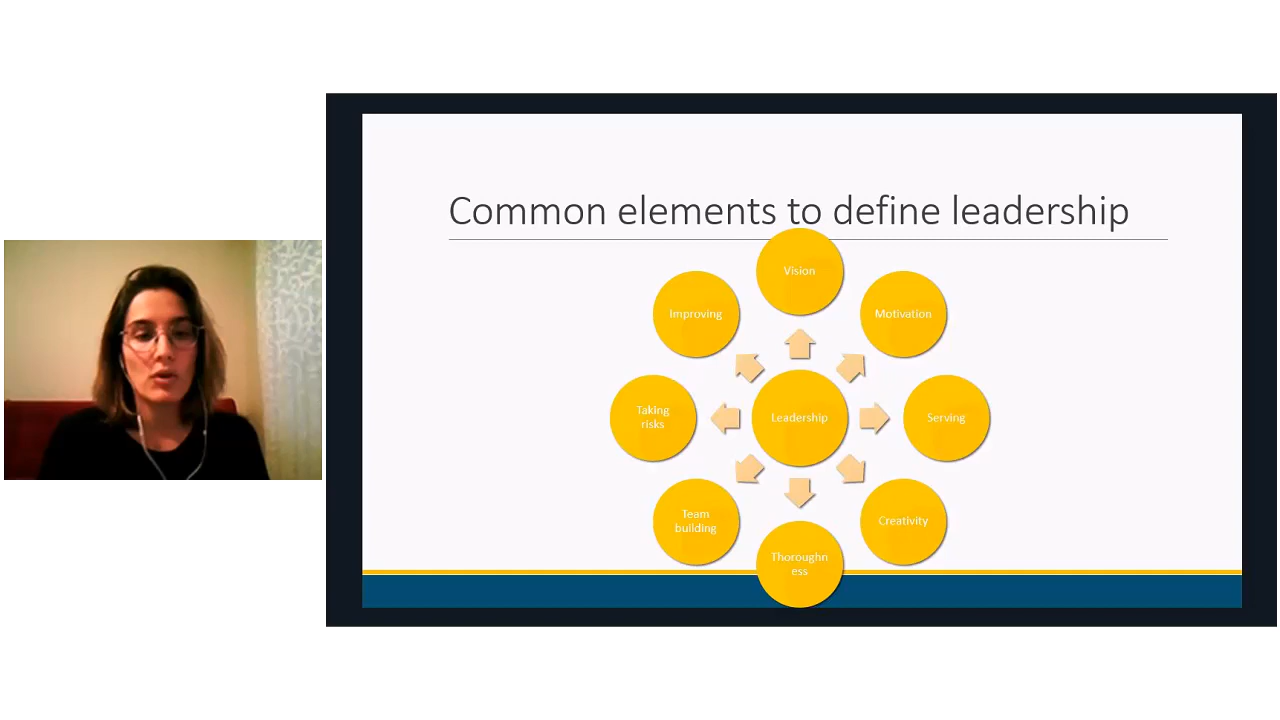 Common elements to define leadership
Vision
Improving
Motivation
Taking
risks
Leadership
Serving
Team
building
Creativity
Thoroughn
ess